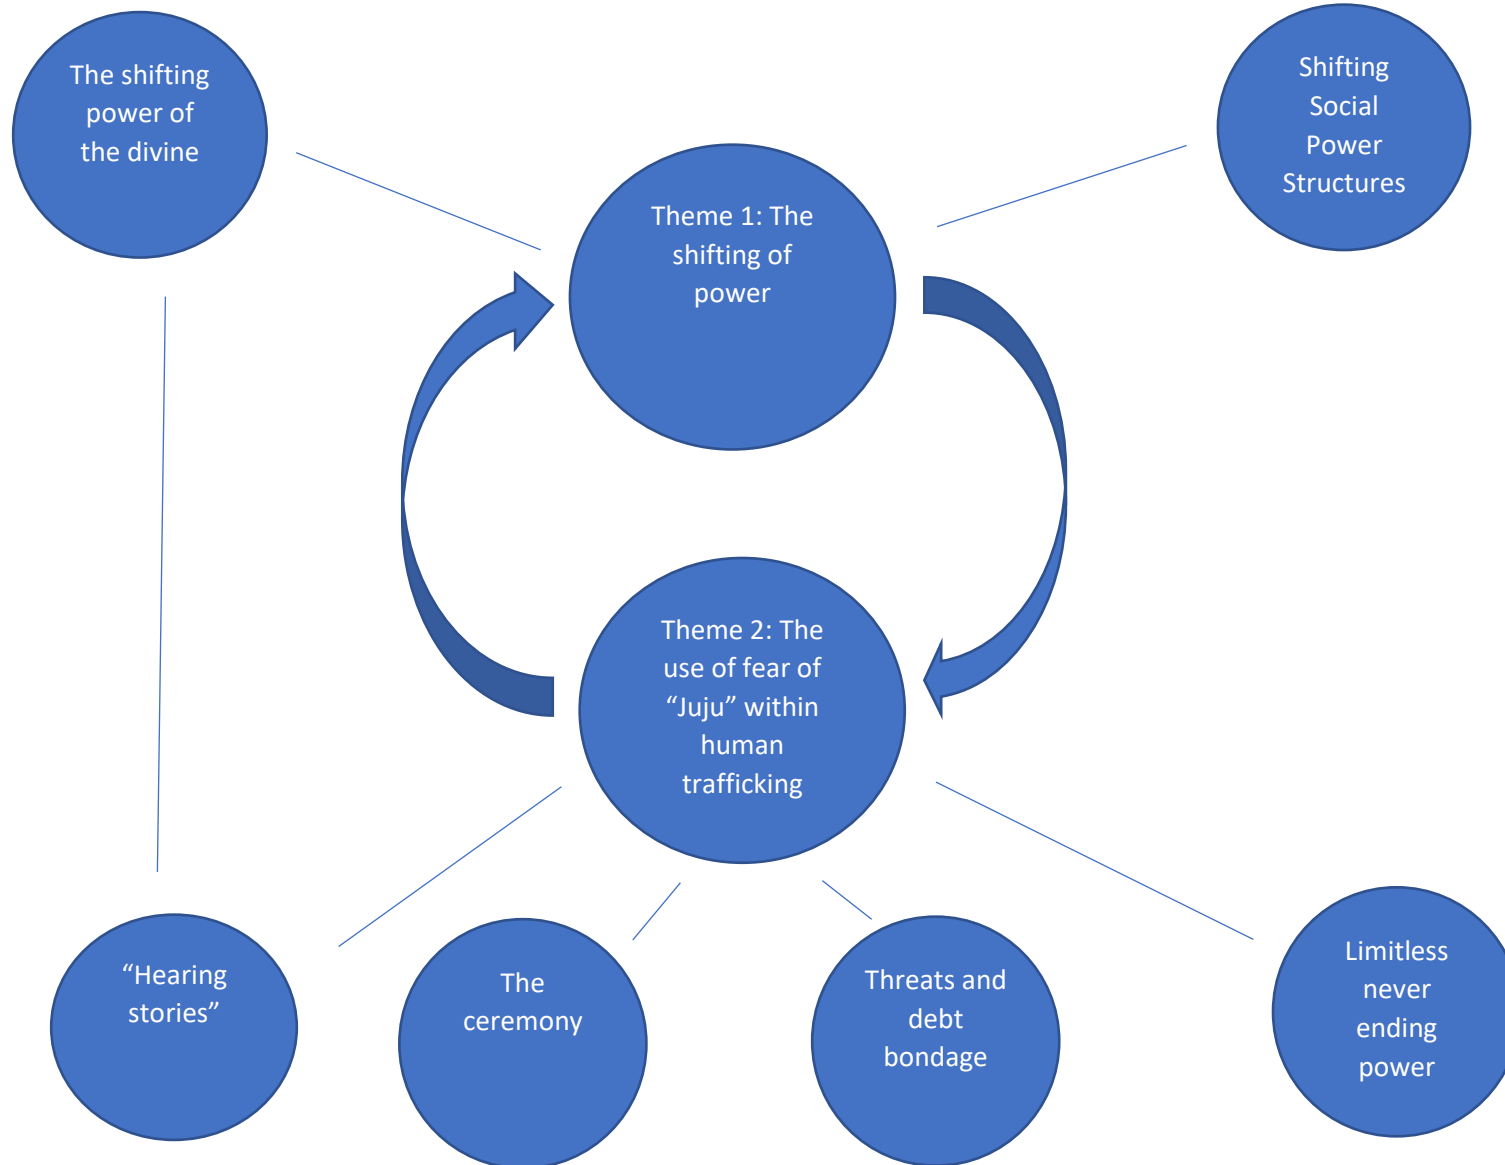 The shifting
power of
the divine
Shifting
Social
Power
Structures
Theme 1: The
shifting of
power
Theme 2: The
use of fear of
“Juju” within
human
trafficking
“Hearing
stories”
The
ceremony
Threats and
debt
bondage
Limitless
never
ending
power